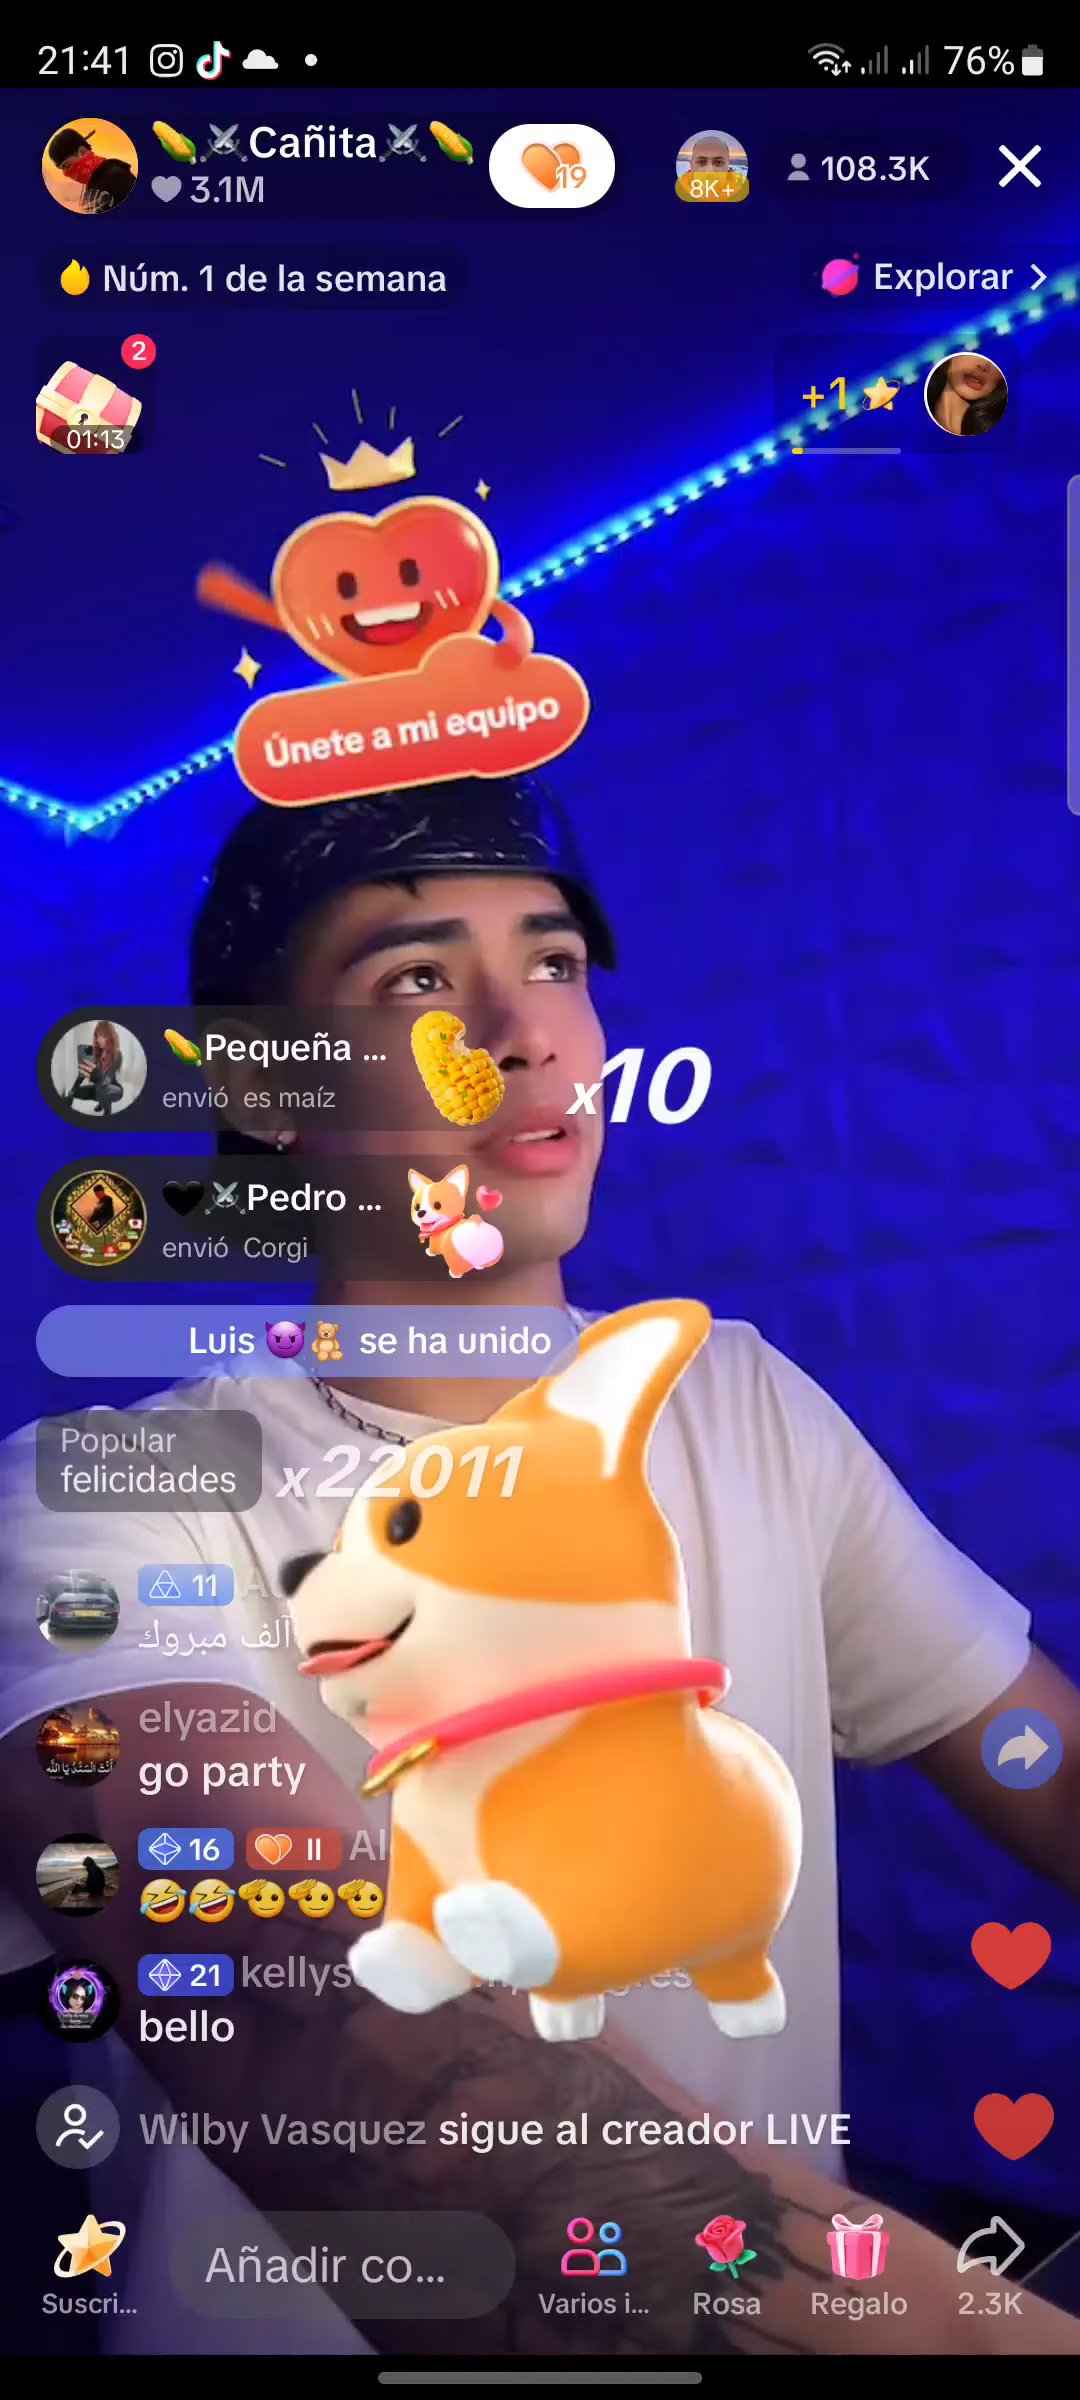 21:41
76%
🌽⚔️Cañita⚔️🌽
3.1M
19
8K+
108.3K
Núm. 1 de la semana
Explorar
2
01:13
+1
Únete a mi equipo
🌽Pequeña ...
envió es maíz
x10
🖤⚔️Pedro ...
envió Corgi
Luis 😈🧸 se ha unido
Popular
felicidades
x22011
11
ألف مبروك
elyazid
go party
16 II Al
🤣🤣🫡🫡🫡
21 kellys
bello
Wilby Vasquez sigue al creador LIVE
Añadir co...
Suscri...
Varios i...
Rosa
Regalo
2.3K